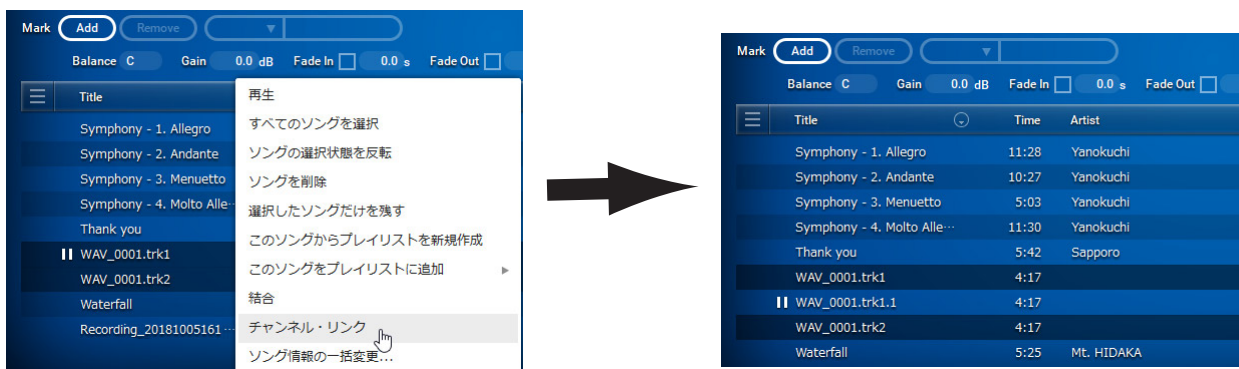 Mark Add Remove
Balance C Gain 0.0 dB Fade In 0.0 s Fade Out
Title
Symphony - 1. Allegro
Symphony - 2. Andante
Symphony - 3. Menuetto
Symphony - 4. Molto Alle…
Thank you
WAV_0001.trk1
WAV_0001.trk2
Waterfall
Recording_20181005161…
再生
すべてのソングを選択
ソングの選択状態を反転
ソングを削除
選択したソングだけを残す
このソングからプレイリストを新規作成
このソングをプレイリストに追加
結合
チャンネル・リンク
ソング情報の一括変更...
Mark Add Remove
Balance C Gain 0.0 dB Fade In 0.0 s Fade Out
Title Time Artist
Symphony - 1. Allegro 11:28 Yanokuchi
Symphony - 2. Andante 10:27 Yanokuchi
Symphony - 3. Menuetto 5:03 Yanokuchi
Symphony - 4. Molto Alle… 11:30 Yanokuchi
Thank you 5:42 Sapporo
WAV_0001.trk1 4:17
WAV_0001.trk1.1 4:17
WAV_0001.trk2 4:17
Waterfall 5:25 Mt. HIDAKA